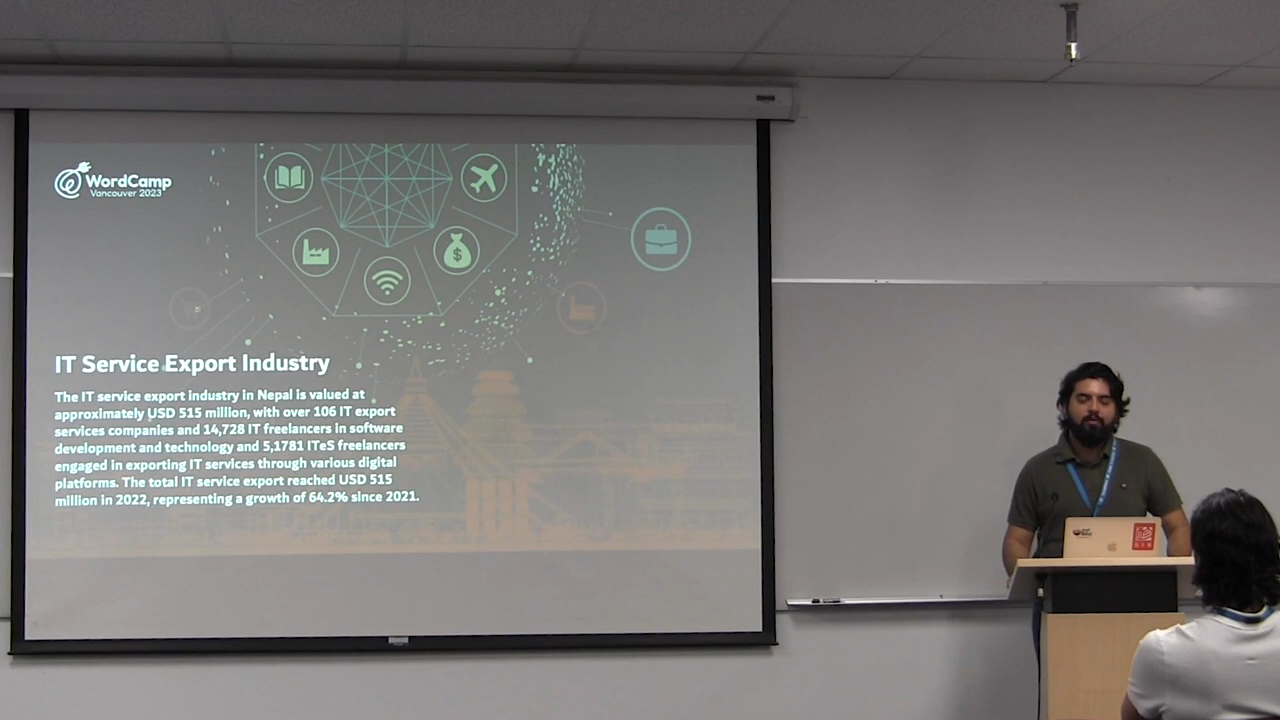 WordCamp
Vancouver 2023
$
IT Service Export Industry
The IT service export industry in Nepal is valued at
approximately USD 515 million, with over 106 IT export
services companies and 14,728 IT freelancers in software
development and technology and 5,1781 ITeS freelancers
engaged in exporting IT services through various digital
platforms. The total IT service export reached USD 515
million in 2022, representing a growth of 64.2% since 2021.